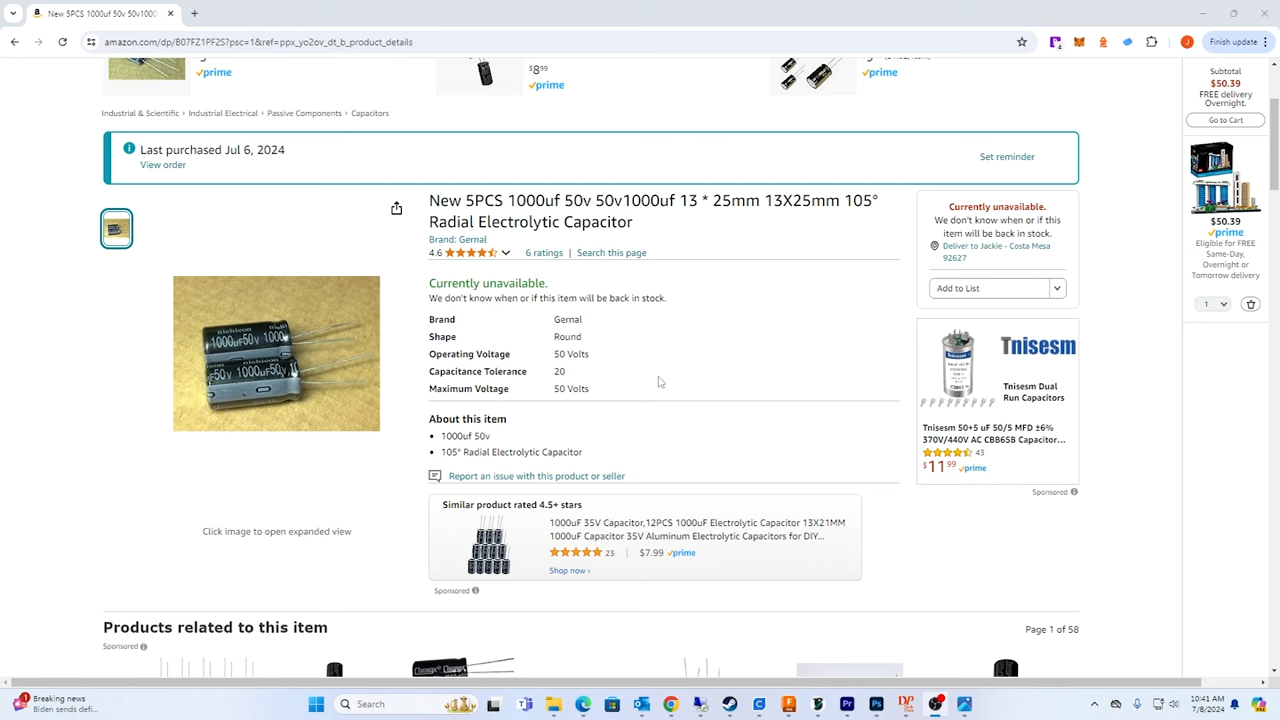 New 5PCS 1000uf 50v 50v1000
amazon.com/dp/B07FZ1PF2S?psc=1&ref=ppx_yo2ov_dt_b_product_details
Finish update
prime
$8.99
prime
prime
Subtotal
$50.39
FREE delivery
Overnight.
Go to Cart
Industrial & Scientific › Industrial Electrical › Passive Components › Capacitors
Last purchased Jul 6, 2024
View order
Set reminder
New 5PCS 1000uf 50v 50v1000uf 13 * 25mm 13X25mm 105°
Radial Electrolytic Capacitor
Brand: Gernal
4.6
6 ratings | Search this page
Currently unavailable.
We don't know when or if this item will be back in stock.
Brand Gernal
Shape Round
Operating Voltage 50 Volts
Capacitance Tolerance 20
Maximum Voltage 50 Volts
About this item
• 1000uf 50v
• 105° Radial Electrolytic Capacitor
Report an issue with this product or seller
Similar product rated 4.5+ stars
1000uF 35V Capacitor,12PCS 1000uF Electrolytic Capacitor 13X21MM
1000uF Capacitor 35V Aluminum Electrolytic Capacitors for DIY...
23 | $7.99 prime
Shop now ›
Sponsored
nichicon
1000µF50V 1000
50V 1000µF
Click image to open expanded view
Currently unavailable.
We don't know when or if this
item will be back in stock.
Deliver to Jackie - Costa Mesa
92627
Add to List
Tnisesm
Tnisesm Dual
Run Capacitors
Tnisesm 50+5 uF 50/5 MFD ±6%
370V/440V AC CBB65B Capacitor...
43
$11.99 prime
Sponsored
$50.39
prime
Eligible for FREE
Same-Day,
Overnight or
Tomorrow delivery
1
Products related to this item
Page 1 of 58
Sponsored
1
Breaking news
Biden sends defi...
Search
10:41 AM
7/8/2024